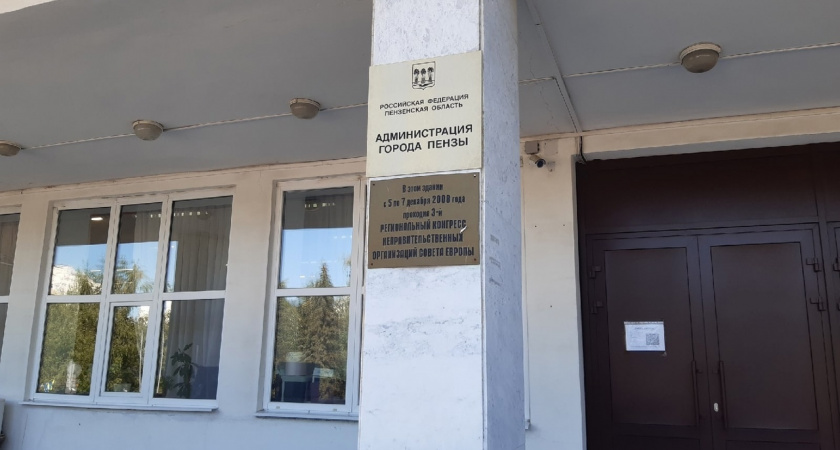 РОССИЙСКАЯ ФЕДЕРАЦИЯ
ПЕНЗЕНСКАЯ ОБЛАСТЬ
АДМИНИСТРАЦИЯ
ГОРОДА ПЕНЗЫ
В этом здании
с 5 по 7 декабря 2008 года
проходил 3-й
РЕГИОНАЛЬНЫЙ КОНГРЕСС
НЕПРАВИТЕЛЬСТВЕННЫХ
ОРГАНИЗАЦИЙ СОВЕТА ЕВРОПЫ